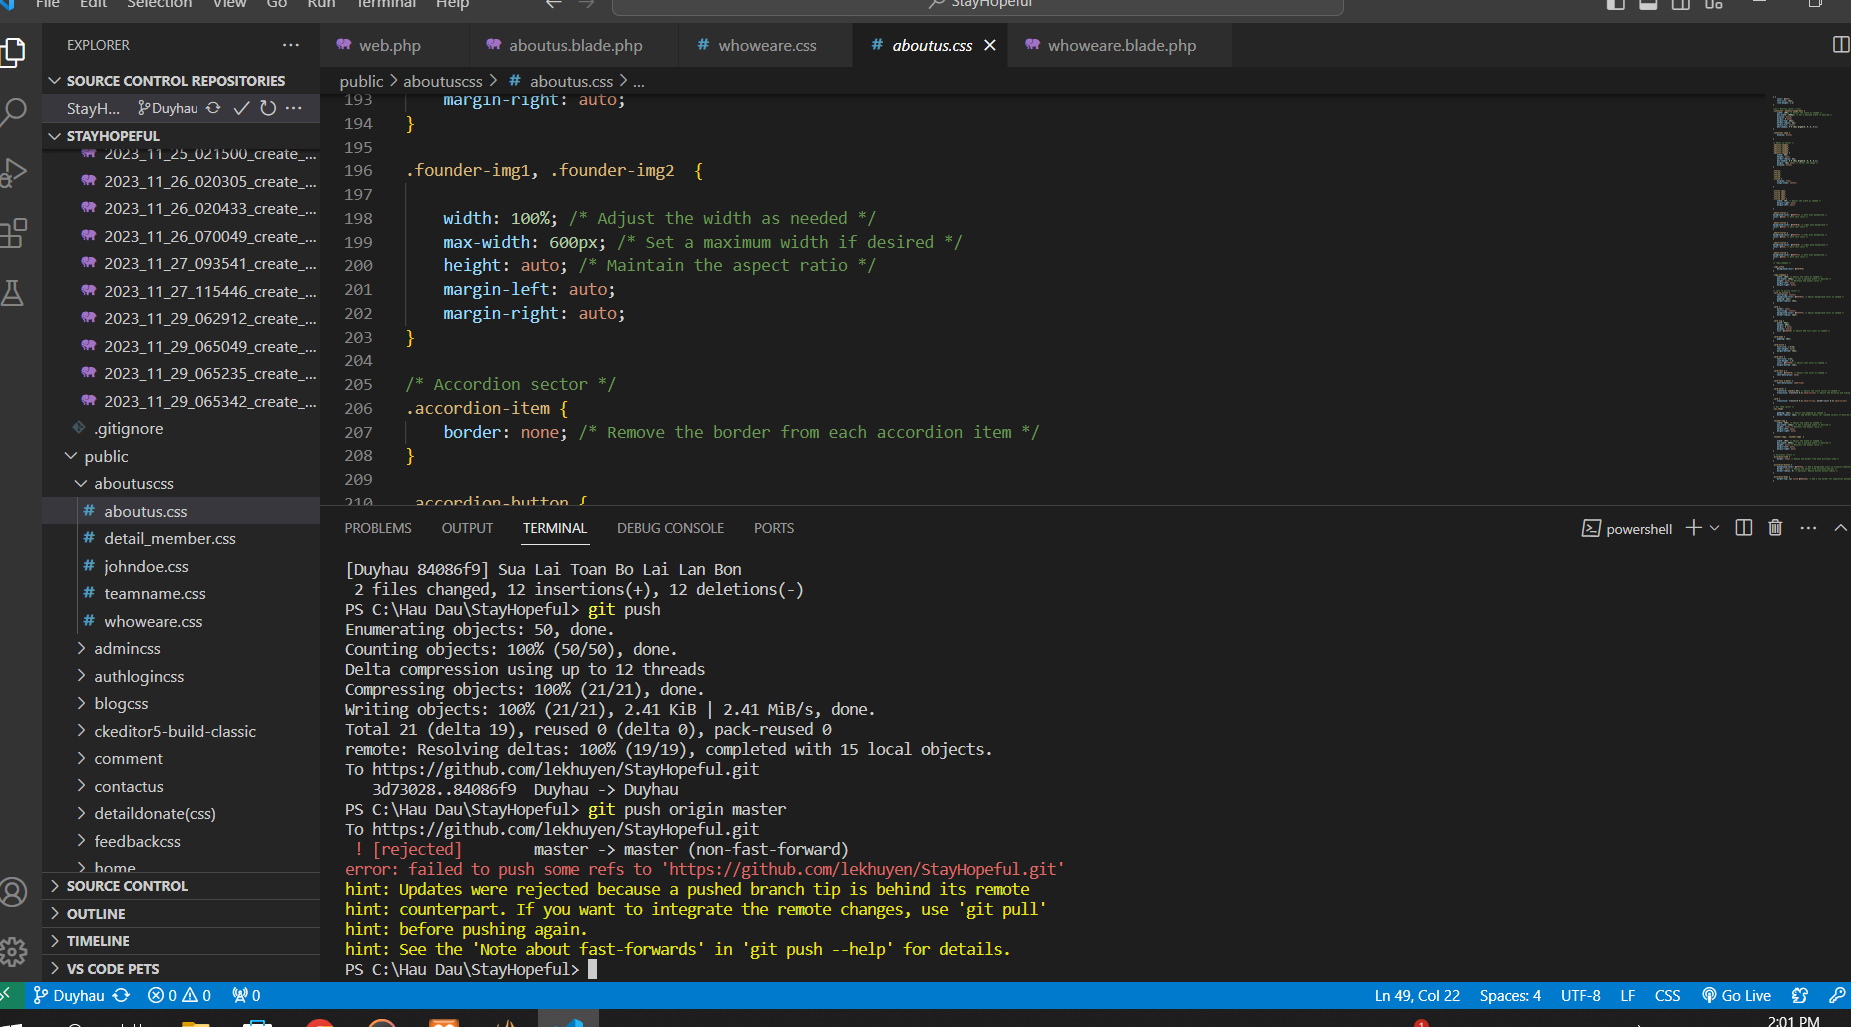 File Edit Selection View Go Run Terminal Help
StayHopeful
EXPLORER
SOURCE CONTROL REPOSITORIES
StayH... Duyhau
STAYHOPEFUL
2023_11_25_021500_create_...
2023_11_26_020305_create_...
2023_11_26_020433_create_...
2023_11_26_070049_create_...
2023_11_27_093541_create_...
2023_11_27_115446_create_...
2023_11_29_062912_create_...
2023_11_29_065049_create_...
2023_11_29_065235_create_...
2023_11_29_065342_create_...
.gitignore
public
aboutuscss
# aboutus.css
# detail_member.css
# johndoe.css
# teamname.css
# whoweare.css
admincss
authlogincss
blogcss
ckeditor5-build-classic
comment
contactus
detaildonate(css)
feedbackcss
home
SOURCE CONTROL
OUTLINE
TIMELINE
VS CODE PETS
web.php
aboutus.blade.php
# whoweare.css
# aboutus.css
whoweare.blade.php
public > aboutuscss > # aboutus.css > ...
193 margin-right: auto;
194 }
195
196 .founder-img1, .founder-img2 {
197
198 width: 100%; /* Adjust the width as needed */
199 max-width: 600px; /* Set a maximum width if desired */
200 height: auto; /* Maintain the aspect ratio */
201 margin-left: auto;
202 margin-right: auto;
203 }
204
205 /* Accordion sector */
206 .accordion-item {
207 border: none; /* Remove the border from each accordion item */
208 }
209
210 .accordion-button {
PROBLEMS OUTPUT TERMINAL DEBUG CONSOLE PORTS
powershell
[Duyhau 84086f9] Sua Lai Toan Bo Lai Lan Bon
2 files changed, 12 insertions(+), 12 deletions(-)
PS C:\Hau Dau\StayHopeful> git push
Enumerating objects: 50, done.
Counting objects: 100% (50/50), done.
Delta compression using up to 12 threads
Compressing objects: 100% (21/21), done.
Writing objects: 100% (21/21), 2.41 KiB | 2.41 MiB/s, done.
Total 21 (delta 19), reused 0 (delta 0), pack-reused 0
remote: Resolving deltas: 100% (19/19), completed with 15 local objects.
To https://github.com/lekhuyen/StayHopeful.git
3d73028..84086f9 Duyhau -> Duyhau
PS C:\Hau Dau\StayHopeful> git push origin master
To https://github.com/lekhuyen/StayHopeful.git
! [rejected] master -> master (non-fast-forward)
error: failed to push some refs to 'https://github.com/lekhuyen/StayHopeful.git'
hint: Updates were rejected because a pushed branch tip is behind its remote
hint: counterpart. If you want to integrate the remote changes, use 'git pull'
hint: before pushing again.
hint: See the 'Note about fast-forwards' in 'git push --help' for details.
PS C:\Hau Dau\StayHopeful>
Duyhau 0 0 0
Ln 49, Col 22 Spaces: 4 UTF-8 LF CSS Go Live
1
2:01 PM